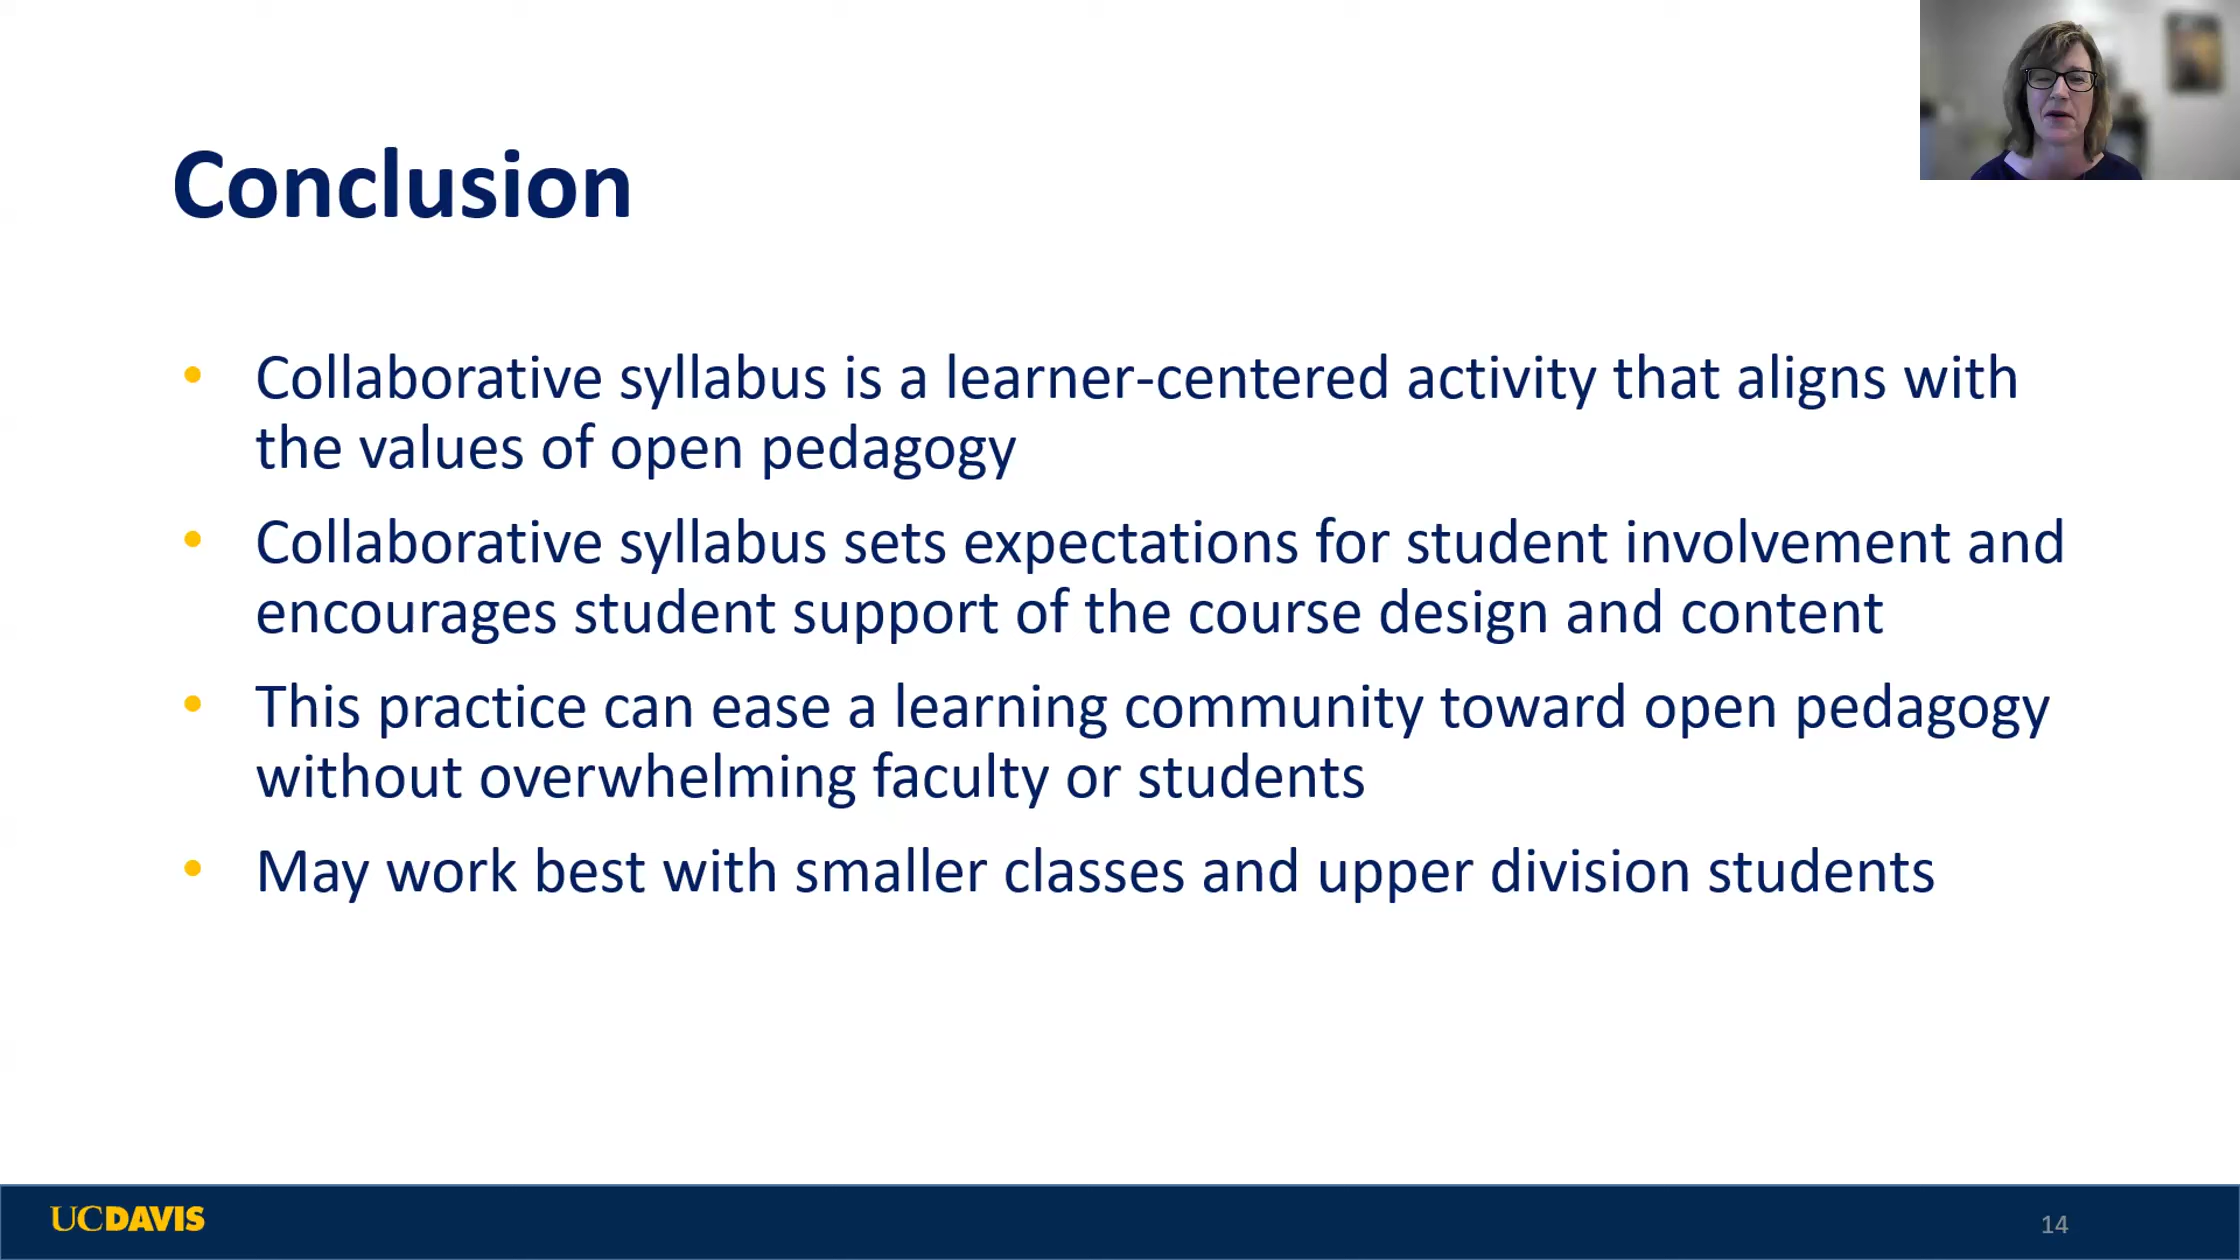 Conclusion
• Collaborative syllabus is a learner-centered activity that aligns with
the values of open pedagogy
• Collaborative syllabus sets expectations for student involvement and
encourages student support of the course design and content
• This practice can ease a learning community toward open pedagogy
without overwhelming faculty or students
• May work best with smaller classes and upper division students
UCDAVIS
14